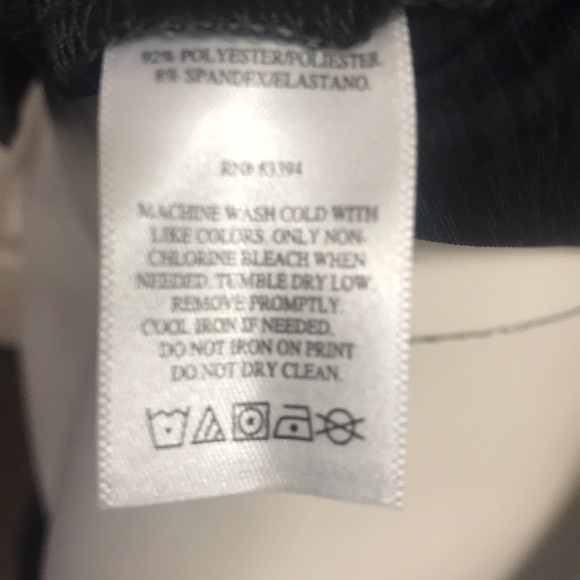 92% POLYESTER/POLIESTER.
8% SPANDEX/ELASTANO.
RN# 83394
MACHINE WASH COLD WITH
LIKE COLORS. ONLY NON-
CHLORINE BLEACH WHEN
NEEDED. TUMBLE DRY LOW.
REMOVE PROMPTLY.
COOL IRON IF NEEDED.
DO NOT IRON ON PRINT
DO NOT DRY CLEAN.